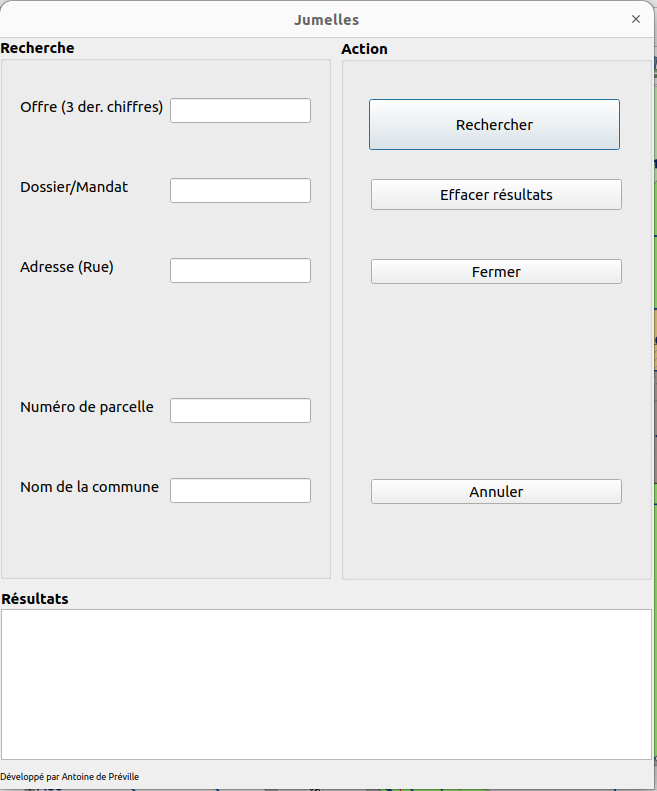 Jumelles
Recherche
Action
Offre (3 der. chiffres)
Rechercher
Dossier/Mandat
Effacer résultats
Adresse (Rue)
Fermer
Numéro de parcelle
Nom de la commune
Annuler
Résultats
Développé par Antoine de Préville